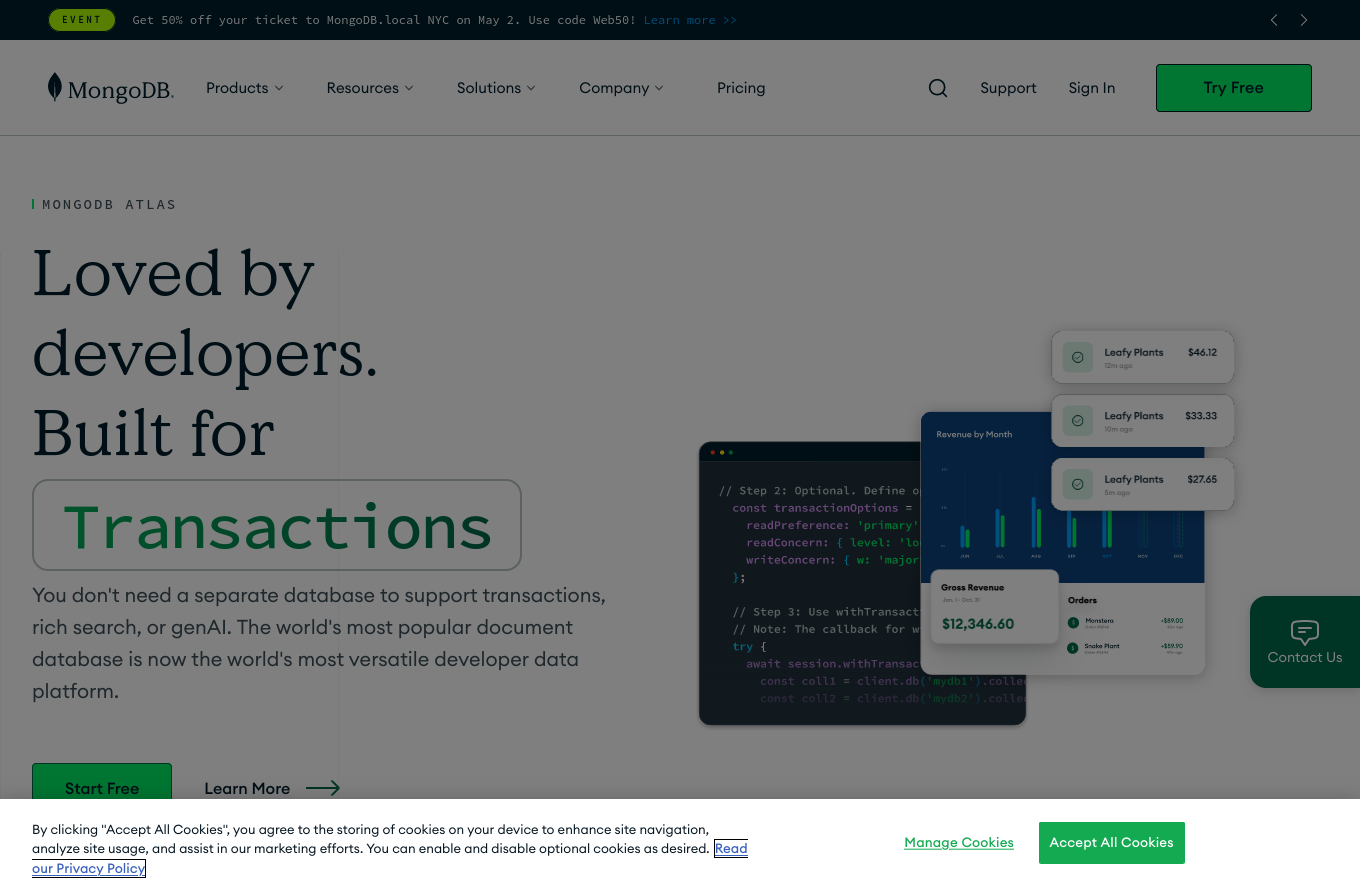 EVENT
Get 50% off your ticket to MongoDB.local NYC on May 2. Use code Web50! Learn more >>
MongoDB.
Products
Resources
Solutions
Company
Pricing
Support
Sign In
Try Free
MONGODB ATLAS
Loved by
developers.
Built for
Transactions
You don't need a separate database to support transactions,
rich search, or genAI. The world's most popular document
database is now the world's most versatile developer data
platform.
Start Free
Learn More
// Step 2: Optional. Define o
const transactionOptions =
readPreference: 'primary'
readConcern: { level: 'lo
writeConcern: { w: 'major
};
// Step 3: Use withTransact
// Note: The callback for w
try {
await session.withTransac
const coll1 = client.db('mydb1').collec
const coll2 = client.db('mydb2').collec
Revenue by Month
JUN
JUL
AUG
SEP
OCT
NOV
DEC
Leafy Plants
$46.12
12m ago
Leafy Plants
$33.33
10m ago
Leafy Plants
$27.65
5m ago
Gross Revenue
Jan. 1 - Oct. 31
$12,346.60
Orders
Monstera
+$89.00
Snake Plant
+$59.90
Contact Us
By clicking "Accept All Cookies", you agree to the storing of cookies on your device to enhance site navigation,
analyze site usage, and assist in our marketing efforts. You can enable and disable optional cookies as desired. Read
our Privacy Policy
Manage Cookies
Accept All Cookies